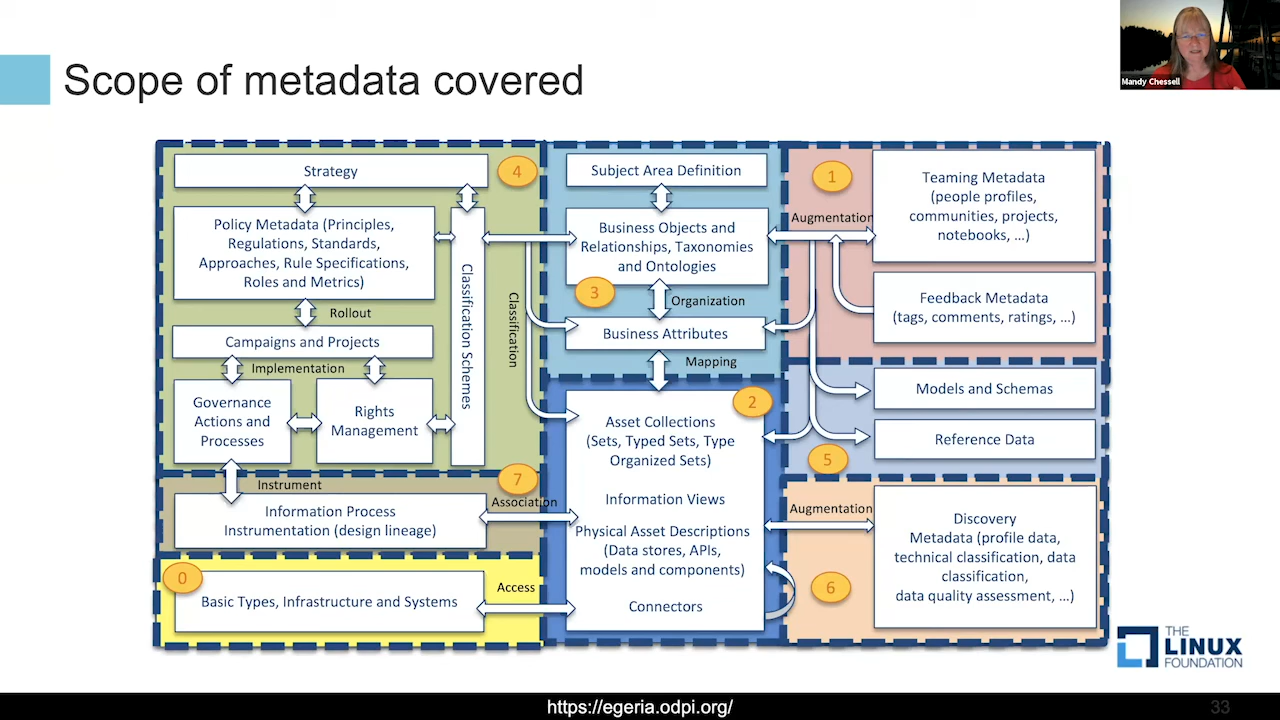 Mandy Chessell
Scope of metadata covered
Strategy
4
Policy Metadata (Principles,
Regulations, Standards,
Approaches, Rule Specifications,
Roles and Metrics)
Rollout
Campaigns and Projects
Implementation
Governance
Actions and
Processes
Rights
Management
Classification Schemes
Classification
Subject Area Definition
Business Objects and
Relationships, Taxonomies
and Ontologies
3
Organization
Business Attributes
Mapping
1
Augmentation
Teaming Metadata
(people profiles,
communities, projects,
notebooks, ...)
Feedback Metadata
(tags, comments, ratings, ...)
Models and Schemas
Reference Data
5
2
Asset Collections
(Sets, Typed Sets, Type
Organized Sets)
Information Views
Physical Asset Descriptions
(Data stores, APIs,
models and components)
Connectors
7
Instrument
Association
Information Process
Instrumentation (design lineage)
0
Access
Basic Types, Infrastructure and Systems
Augmentation
6
Discovery
Metadata (profile data,
technical classification, data
classification,
data quality assessment, ...)
THE
LINUX
FOUNDATION
https://egeria.odpi.org/
33